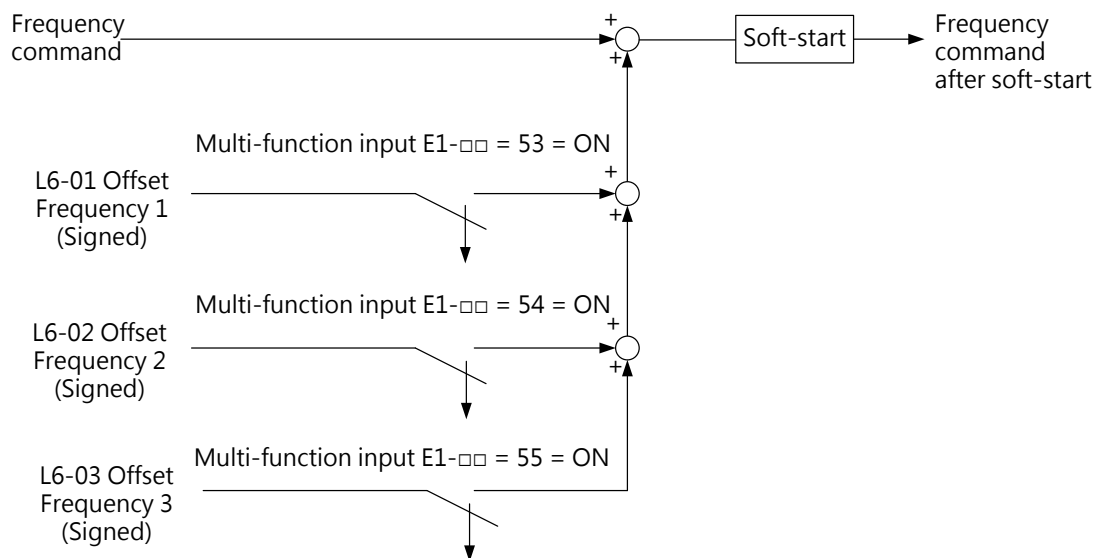 Frequency
command
+
+
Soft-start
Frequency
command
after soft-start
Multi-function input E1-□□ = 53 = ON
L6-01 Offset
Frequency 1
(Signed)
+
+
Multi-function input E1-□□ = 54 = ON
L6-02 Offset
Frequency 2
(Signed)
+
+
Multi-function input E1-□□ = 55 = ON
L6-03 Offset
Frequency 3
(Signed)